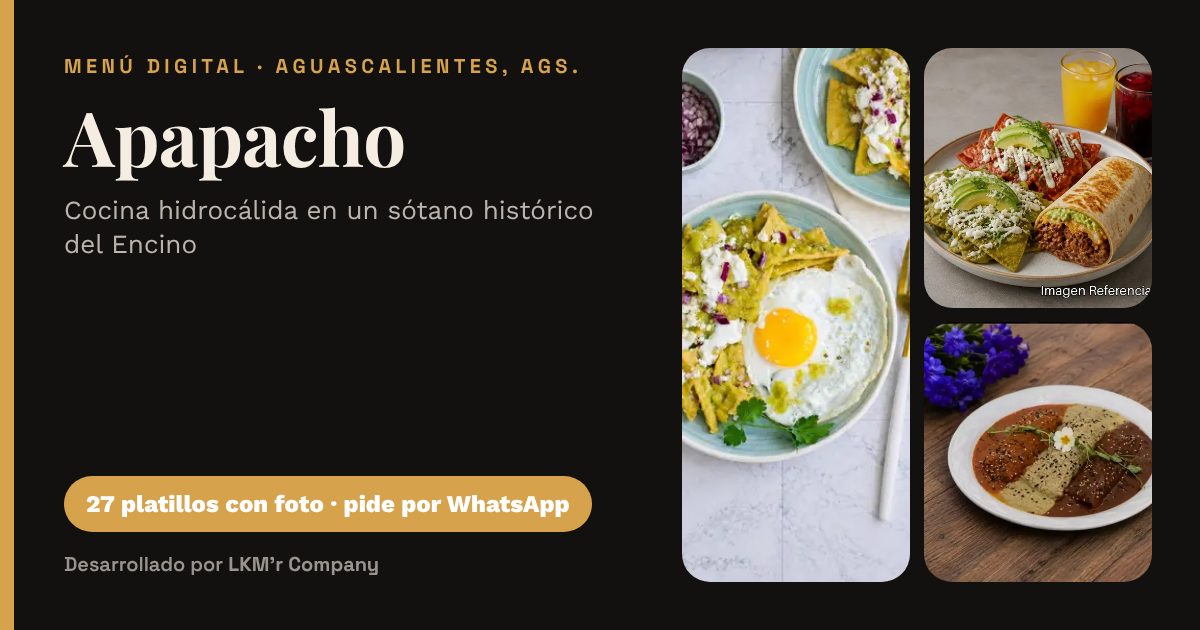 MENÚ DIGITAL · AGUASCALIENTES, AGS.
Apapacho
Cocina hidrocálida en un sótano histórico
del Encino
27 platillos con foto · pide por WhatsApp
Desarrollado por LKM’r Company
Imagen Referencia